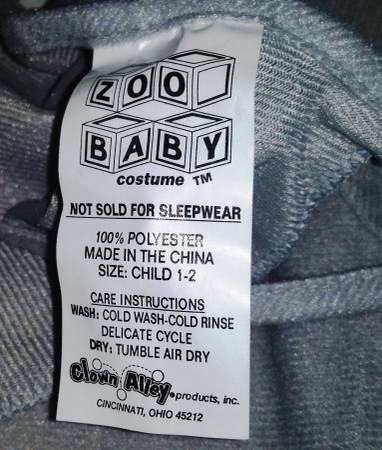 ZOO
BABY
costume ™
NOT SOLD FOR SLEEPWEAR
100% POLYESTER
MADE IN THE CHINA
SIZE: CHILD 1-2
CARE INSTRUCTIONS
WASH: COLD WASH-COLD RINSE
DELICATE CYCLE
DRY: TUMBLE AIR DRY
Clown Alley products, inc.
CINCINNATI, OHIO 45212